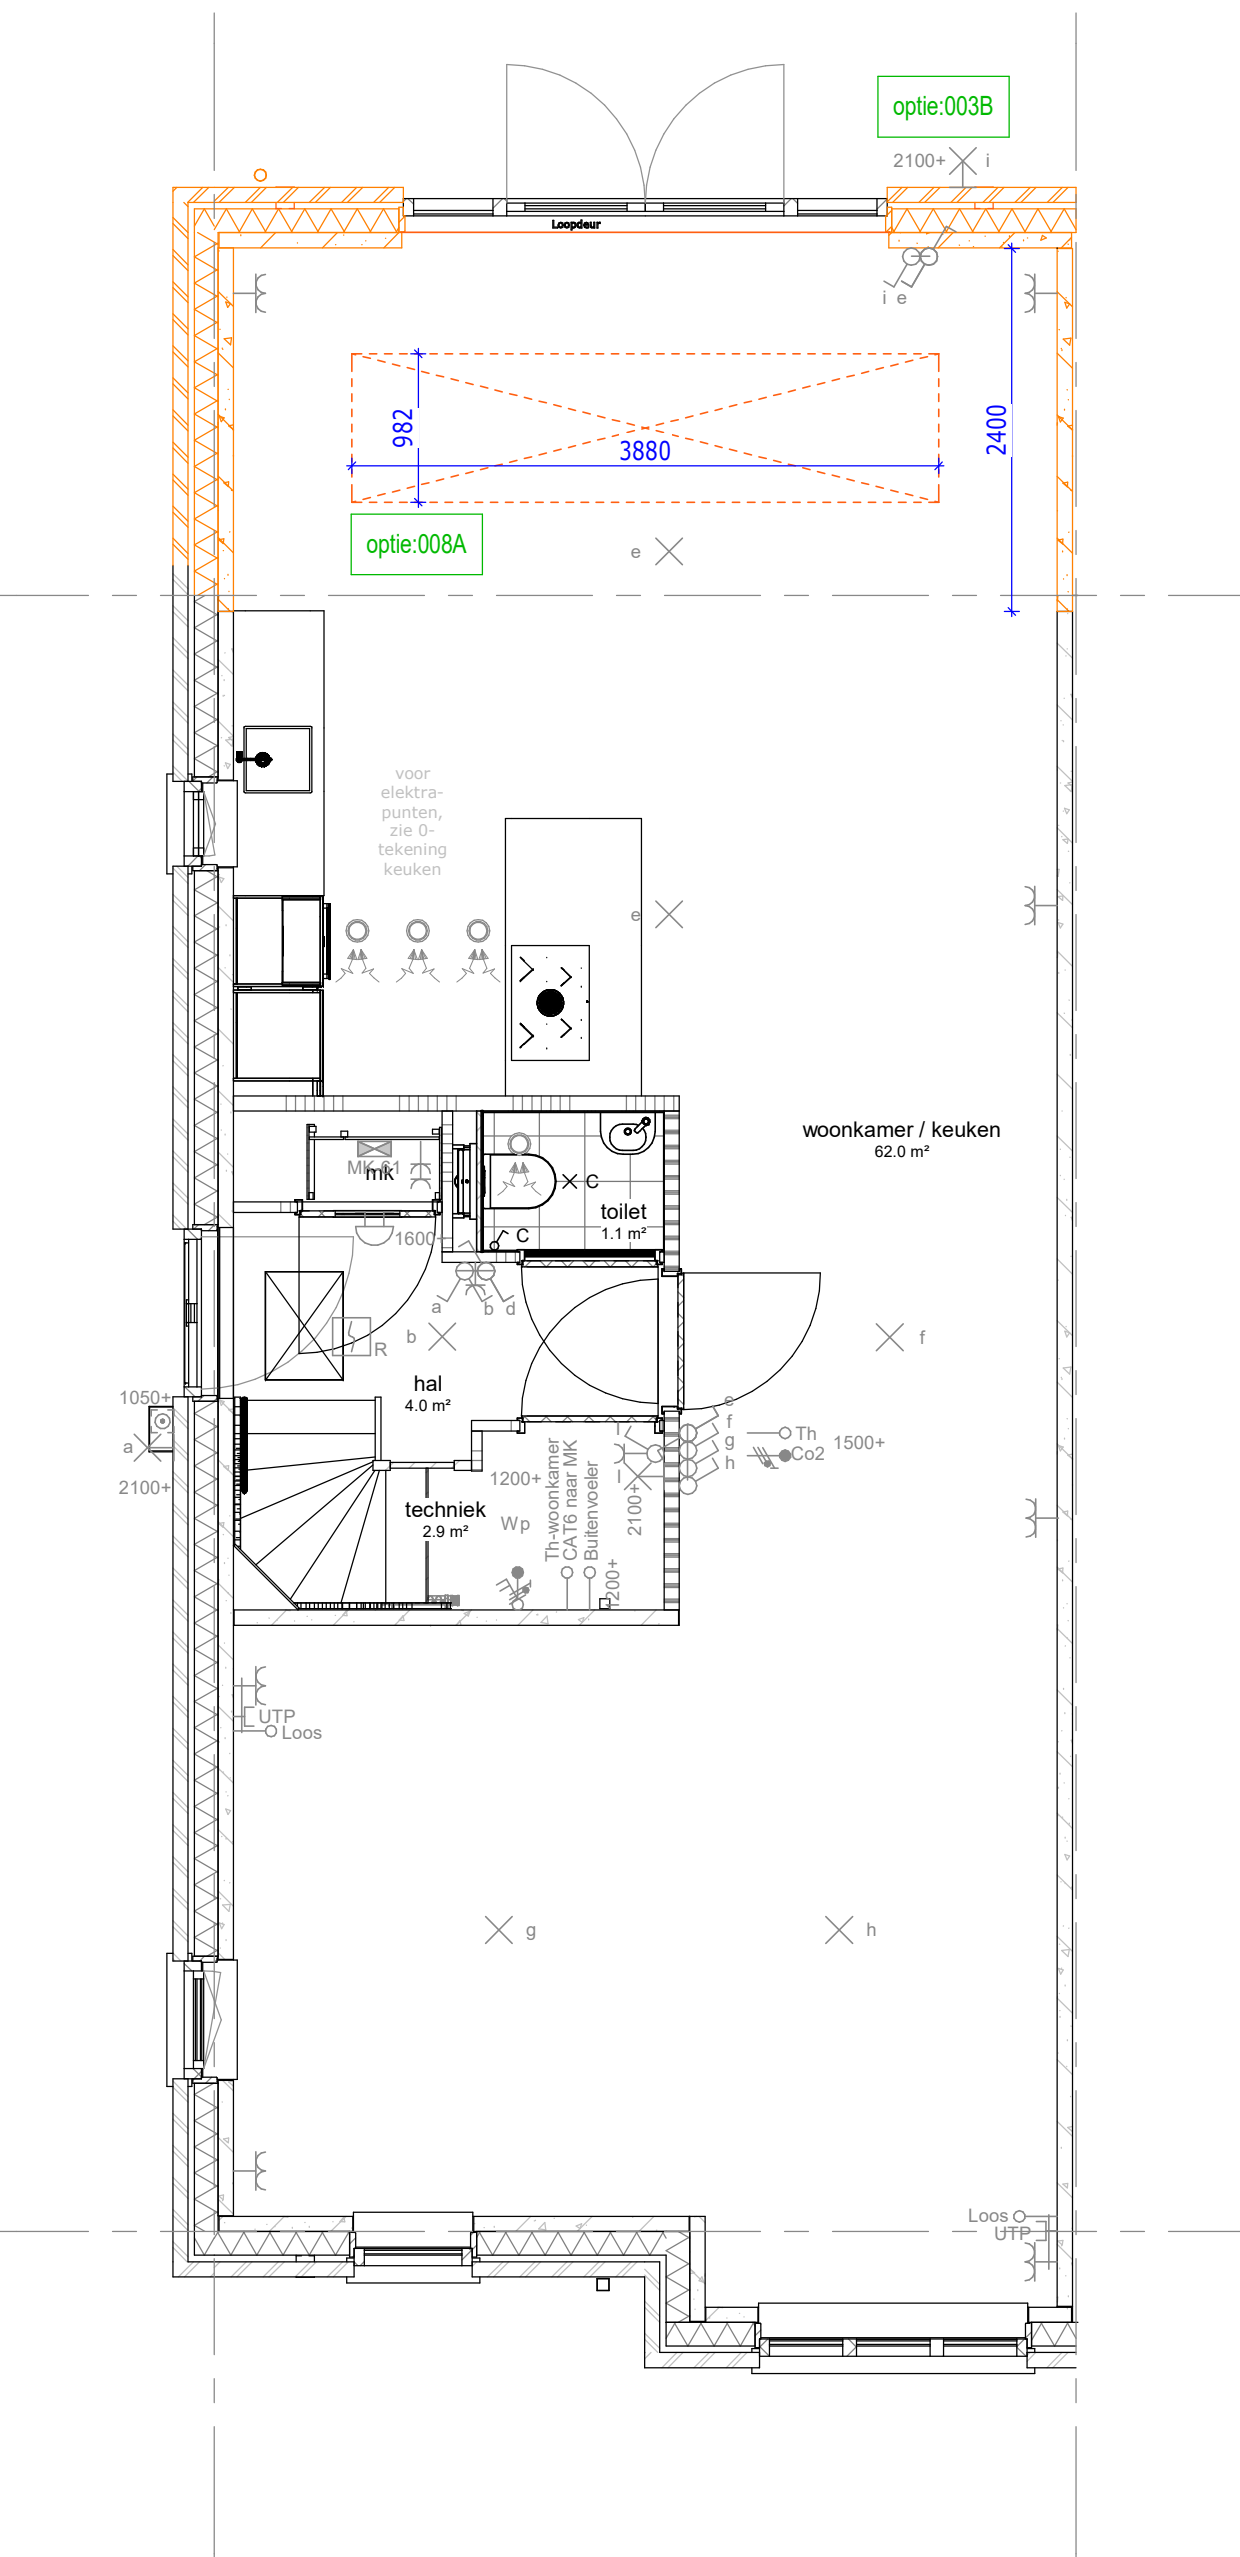 optie:003B
2100+ i
Loopdeur
i e
982
3880
2400
optie:008A
e
voor
elektra-
punten,
zie 0-
tekening
keuken
e
woonkamer / keuken
62.0 m²
MK-61
mk
C
toilet
1.1 m²
C
1600+
a b d
b
R
f
hal
4.0 m²
1050+
a
2100+
e
f
g
h
Th
Co2
1500+
1200+
techniek
2.9 m²
Wp
Th-woonkamer
CAT6 naar MK
Buitenvoeler
2100+
1200+
UTP
Loos
g
h
Loos
UTP